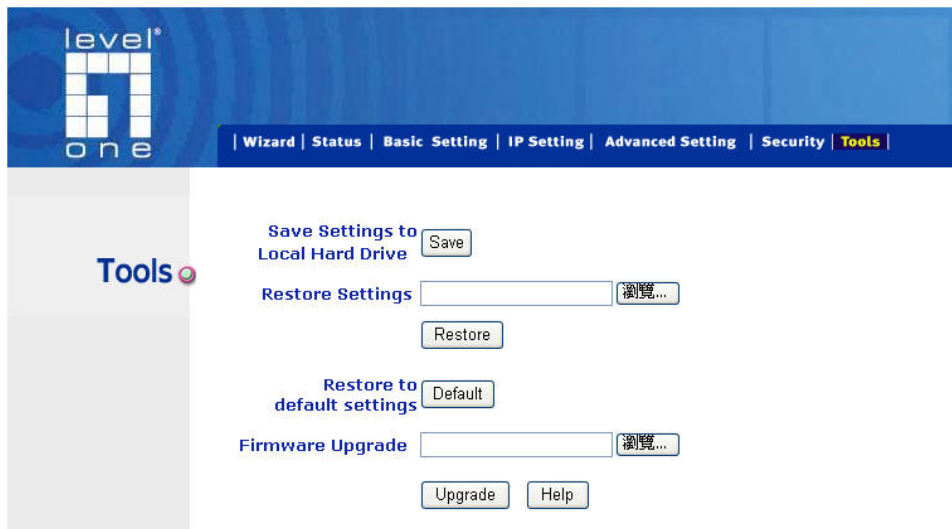 level
one
| Wizard | Status | Basic Setting | IP Setting | Advanced Setting | Security | Tools |
Tools
Save Settings to
Local Hard Drive
Save
Restore Settings
瀏覽...
Restore
Restore to
default settings
Default
Firmware Upgrade
瀏覽...
Upgrade
Help